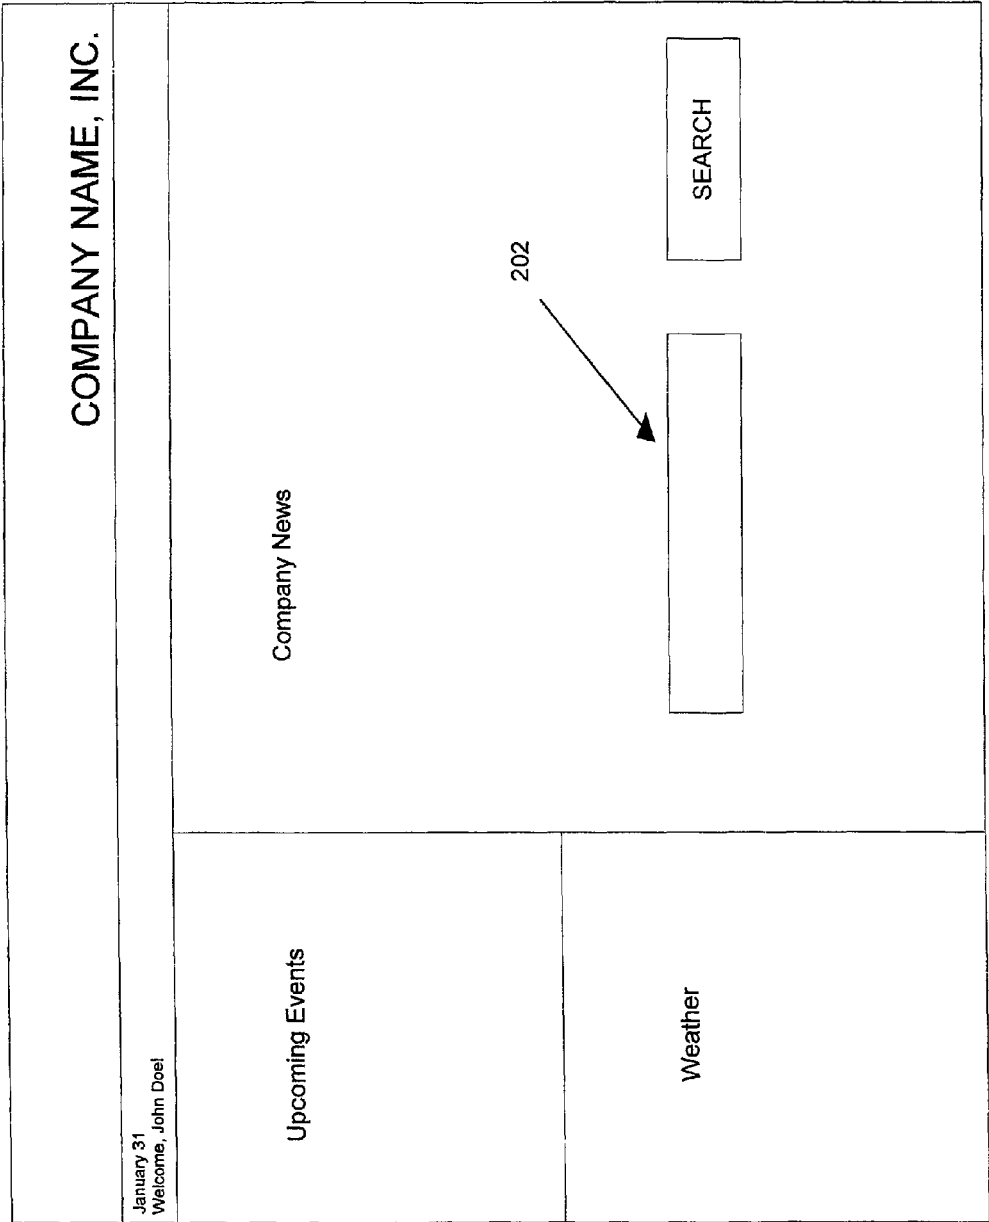 COMPANY NAME, INC.
January 31
Welcome, John Doe!
Upcoming Events
Company News
202
Weather
SEARCH